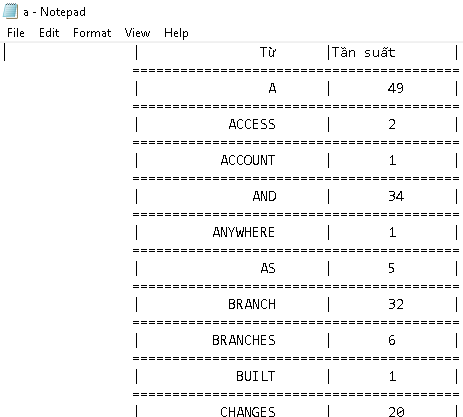 a - Notepad
File Edit Format View Help
| Từ |Tần suất |
========================================
| A | 49 |
========================================
| ACCESS | 2 |
========================================
| ACCOUNT | 1 |
========================================
| AND | 34 |
========================================
| ANYWHERE | 1 |
========================================
| AS | 5 |
========================================
| BRANCH | 32 |
========================================
| BRANCHES | 6 |
========================================
| BUILT | 1 |
========================================
| CHANGES | 20 |